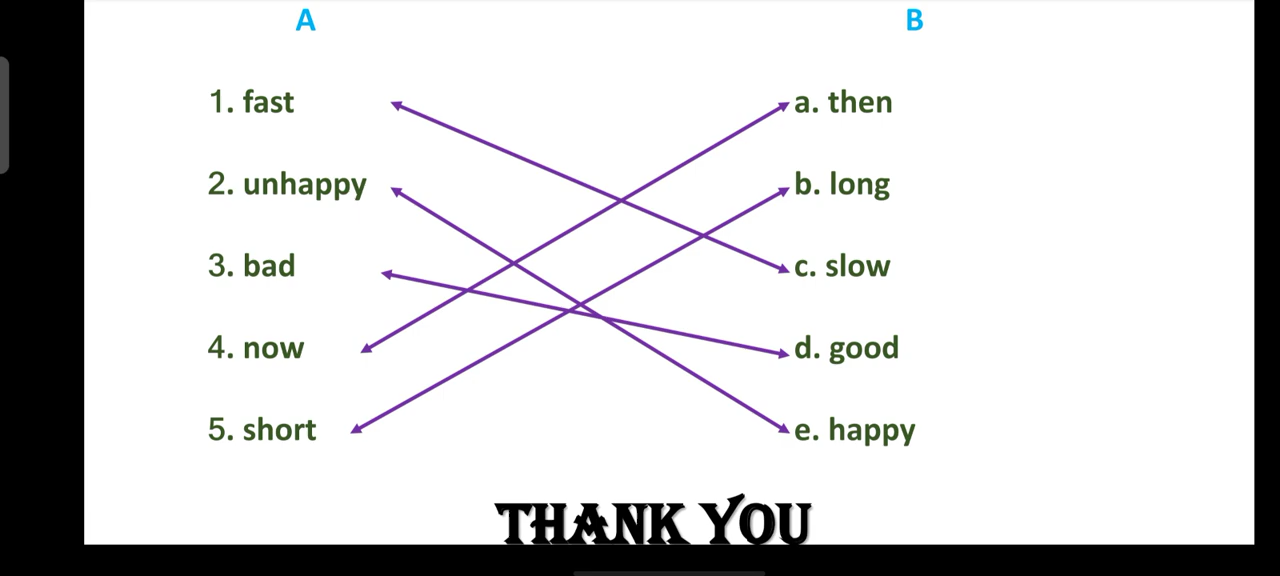 A B
1. fast a. then
2. unhappy b. long
3. bad c. slow
4. now d. good
5. short e. happy
THANK YOU